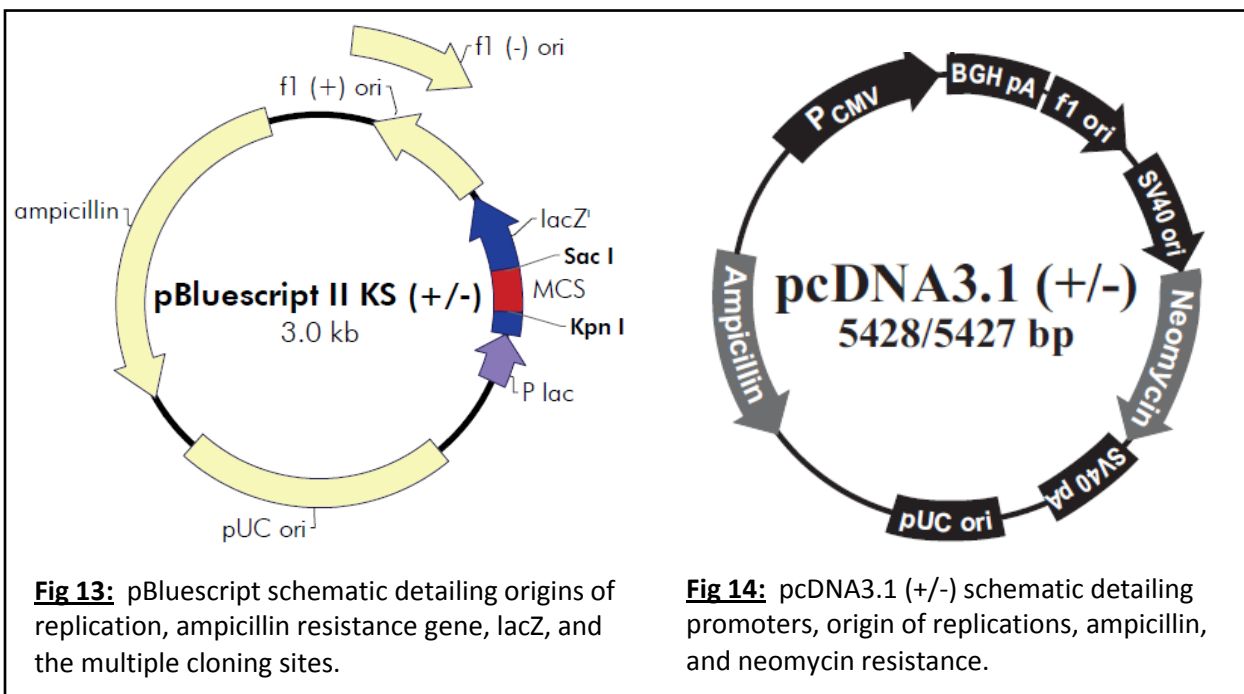 f1 (-) ori
f1 (+) ori
ampicillin
lacZ'
Sac I
pBluescript II KS (+/-)
MCS
3.0 kb
Kpn I
P lac
pUC ori
Fig 13: pBluescript schematic detailing origins of
replication, ampicillin resistance gene, lacZ, and
the multiple cloning sites.
P CMV
BGH pA
f1 ori
SV40 ori
pcDNA3.1 (+/-)
5428/5427 bp
Ampicillin
Neomycin
SV40 pA
pUC ori
Fig 14: pcDNA3.1 (+/-) schematic detailing
promoters, origin of replications, ampicillin,
and neomycin resistance.